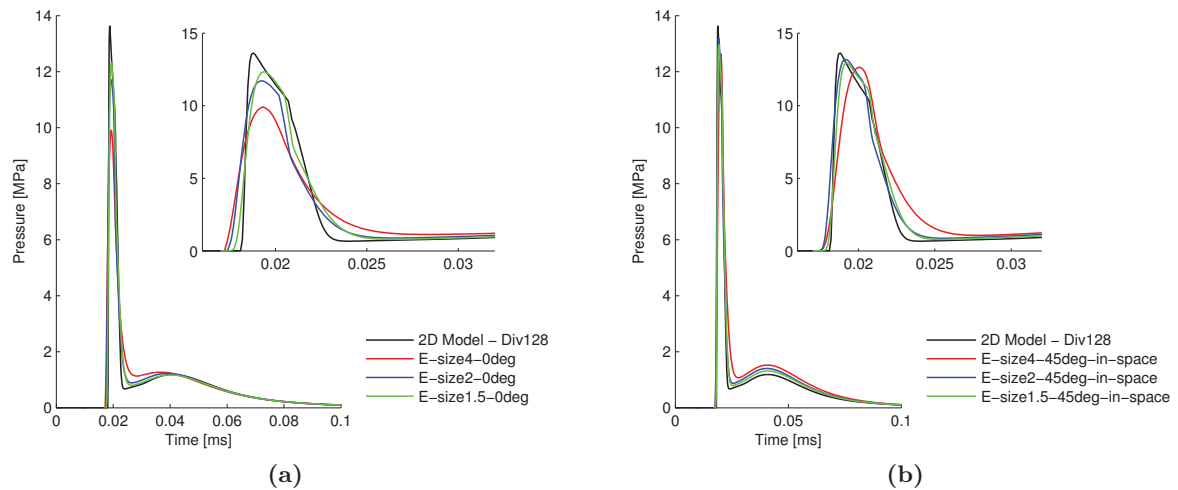 14
12
10
8
6
4
2
0
Pressure [MPa]
0
0.02
0.04
0.06
0.08
0.1
Time [ms]
15
10
5
0
0.02
0.025
0.03
2D Model − Div128
E−size4−0deg
E−size2−0deg
E−size1.5−0deg
(a)
14
12
10
8
6
4
2
0
Pressure [MPa]
0
0.05
0.1
Time [ms]
15
10
5
0
0.02
0.025
0.03
2D Model − Div128
E−size4−45deg−in−space
E−size2−45deg−in−space
E−size1.5−45deg−in−space
(b)